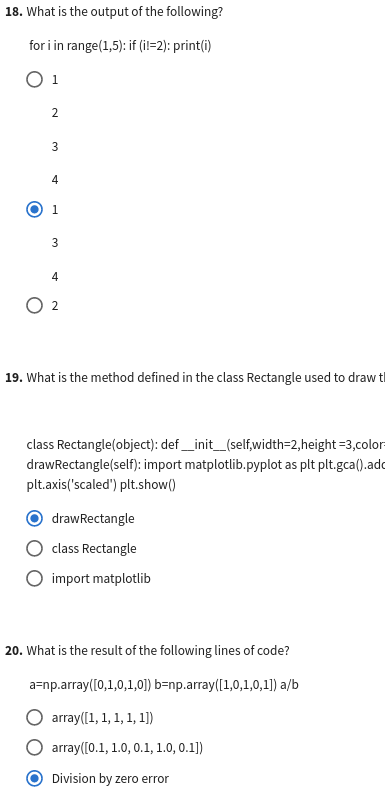 18. What is the output of the following?
for i in range(1,5): if (i!=2): print(i)
1
2
3
4
1
3
4
2
19. What is the method defined in the class Rectangle used to draw
class Rectangle(object): def __init__(self,width=2,height =3,color=
drawRectangle(self): import matplotlib.pyplot as plt plt.gca().add
plt.axis('scaled') plt.show()
drawRectangle
class Rectangle
import matplotlib
20. What is the result of the following lines of code?
a=np.array([0,1,0,1,0]) b=np.array([1,0,1,0,1]) a/b
array([1, 1, 1, 1, 1])
array([0.1, 1.0, 0.1, 1.0, 0.1])
Division by zero error